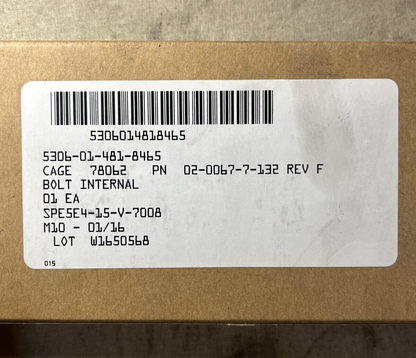 5306014818465
5306-01-481-8465
CAGE 78062 PN 02-0067-7-132 REV F
BOLT INTERNAL
01 EA
SPE5E4-15-V-7008
M10 - 01/16
LOT W1650568
015